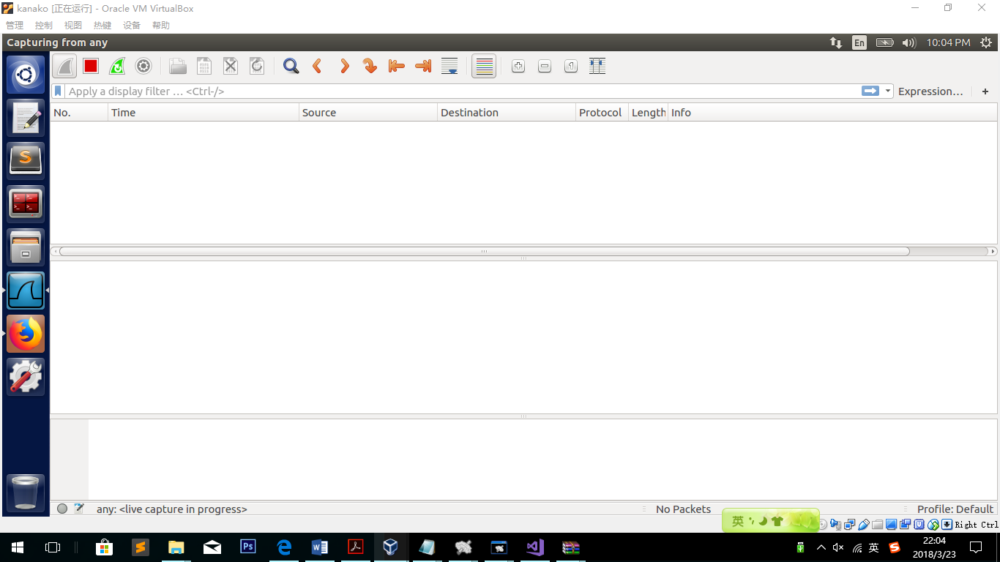 kanako [正在运行] - Oracle VM VirtualBox
管理 控制 视图 热键 设备 帮助
Capturing from any En 10:04 PM
Apply a display filter … <Ctrl-/> Expression… +
No. Time Source Destination Protocol Length Info
any: <live capture in progress> No Packets Profile: Default
英
Right Ctrl
Ps 英 22:04
2018/3/23